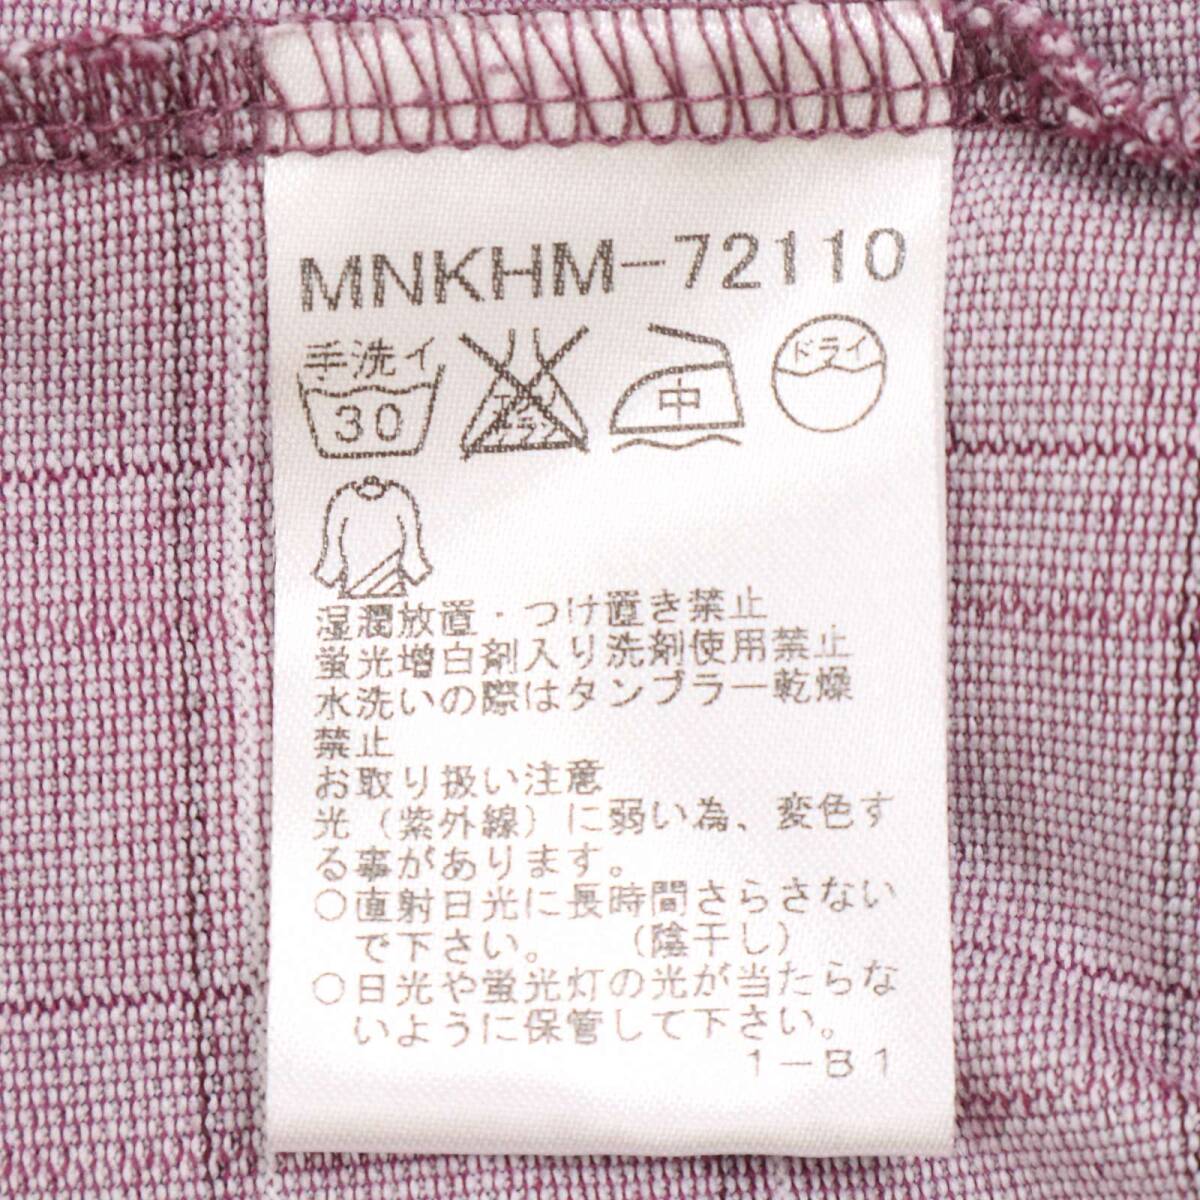 MNKHM-72110
手洗イ
30
中
ドライ
湿潤放置・つけ置き禁止
蛍光増白剤入り洗剤使用禁止
水洗いの際はタンブラー乾燥
禁止
お取り扱い注意
光(紫外線)に弱い為、変色す
る事があります。
○直射日光に長時間さらさない
で下さい。 (陰干し)
○日光や蛍光灯の光が当たらな
いように保管して下さい。
1-B1